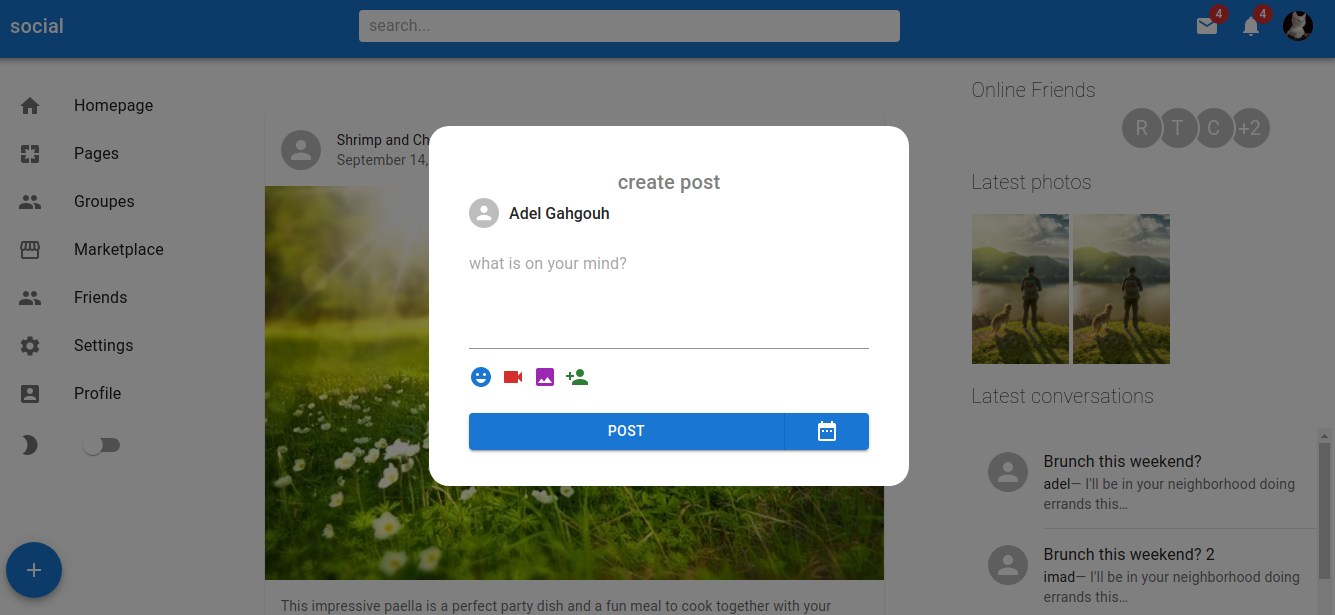 social
search...
4
4
Homepage
Pages
Groupes
Marketplace
Friends
Settings
Profile
Shrimp and Ch
September 14,
create post
Adel Gahgouh
what is on your mind?
POST
This impressive paella is a perfect party dish and a fun meal to cook together with your
Online Friends
R T C +2
Latest photos
Latest conversations
Brunch this weekend?
adel— I'll be in your neighborhood doing
errands this…
Brunch this weekend? 2
imad— I'll be in your neighborhood doing
errands this…